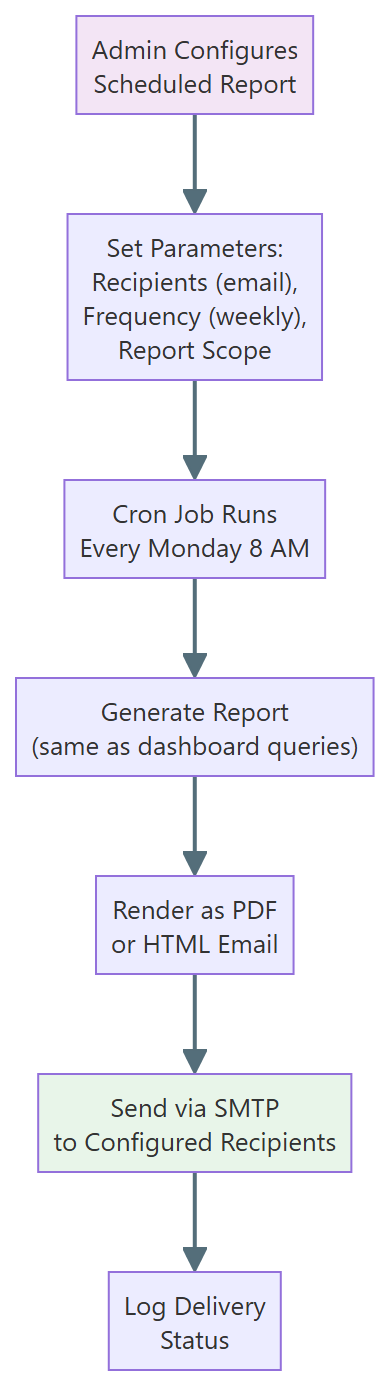 Admin Configures
Scheduled Report
Set Parameters:
Recipients (email),
Frequency (weekly),
Report Scope
Cron Job Runs
Every Monday 8 AM
Generate Report
(same as dashboard queries)
Render as PDF
or HTML Email
Send via SMTP
to Configured Recipients
Log Delivery
Status